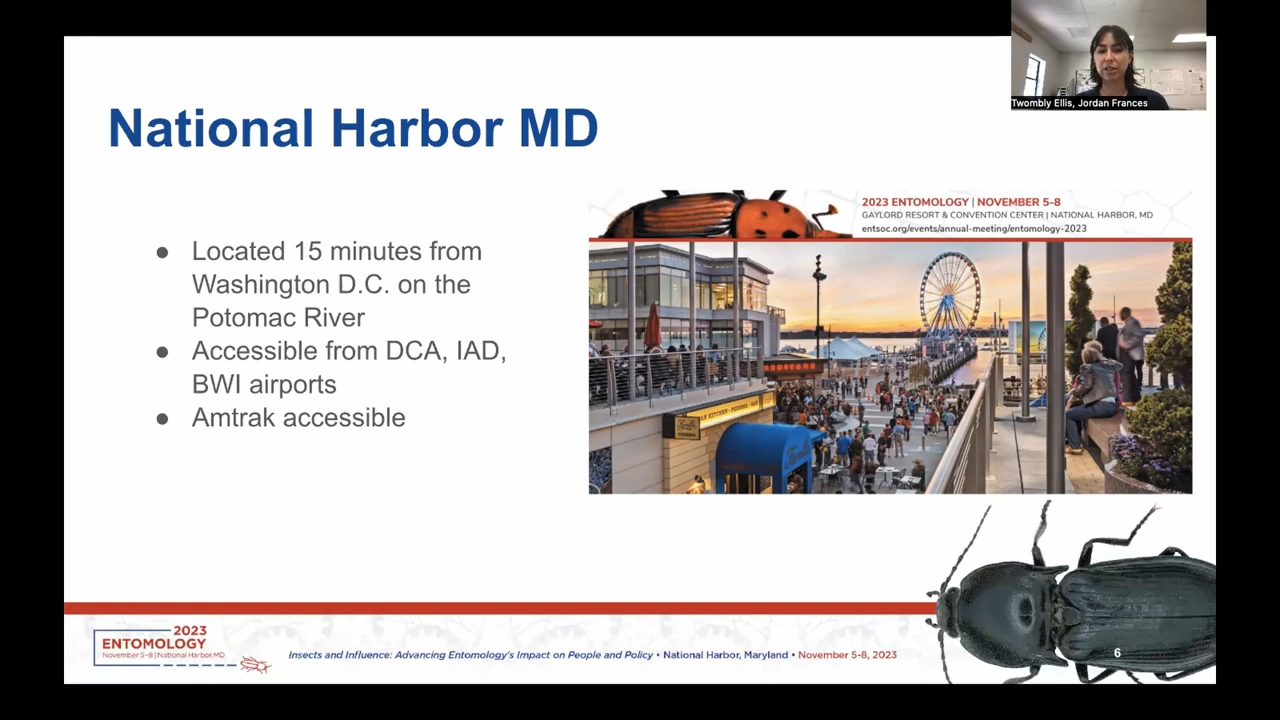 Twombly Ellis, Jordan Frances
National Harbor MD
● Located 15 minutes from
Washington D.C. on the
Potomac River
● Accessible from DCA, IAD,
BWI airports
● Amtrak accessible
2023 ENTOMOLOGY | NOVEMBER 5-8
GAYLORD RESORT & CONVENTION CENTER | NATIONAL HARBOR, MD
entsoc.org/events/annual-meeting/entomology-2023
2023
ENTOMOLOGY
November 5-8 | National Harbor, MD
Insects and Influence: Advancing Entomology's Impact on People and Policy • National Harbor, Maryland • November 5-8, 2023
6